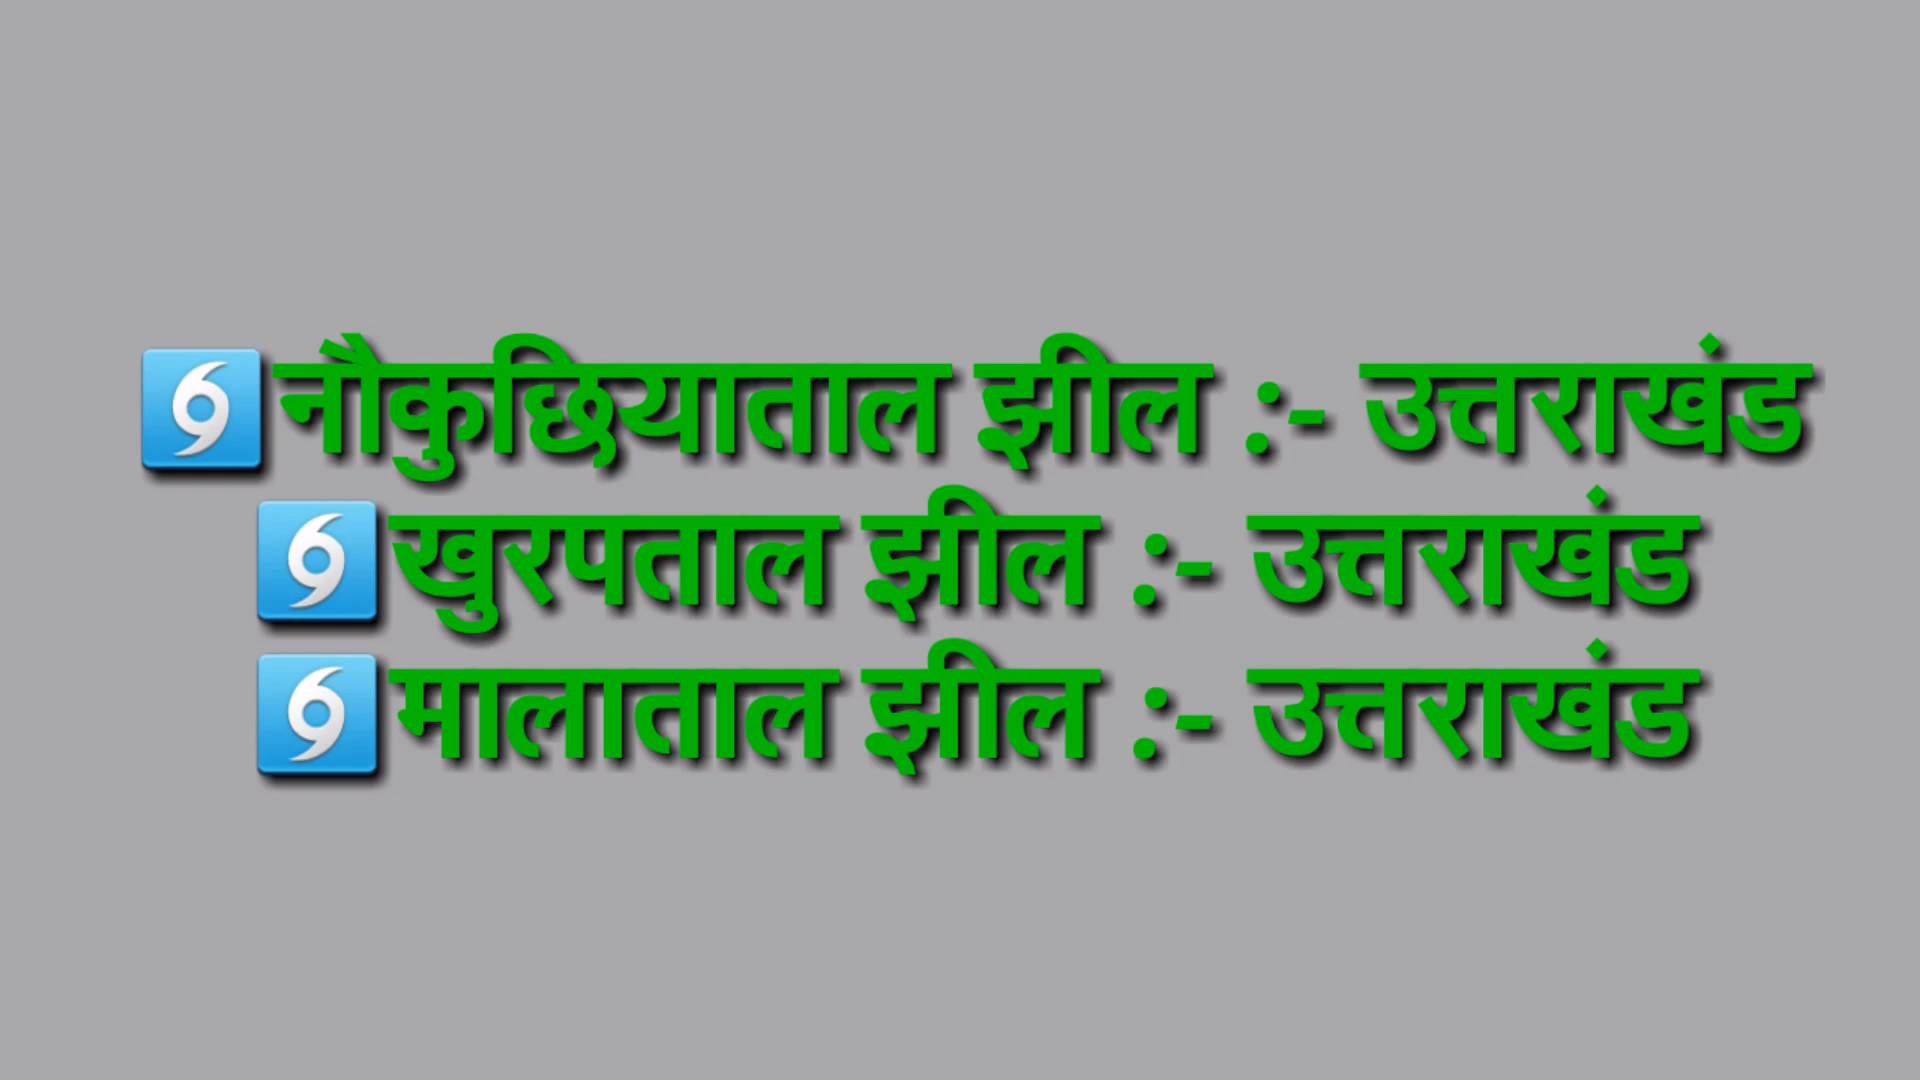 🌀नौकुछियाताल झील :- उत्तराखंड
🌀खुरपताल झील :- उत्तराखंड
🌀मालाताल झील :- उत्तराखंड